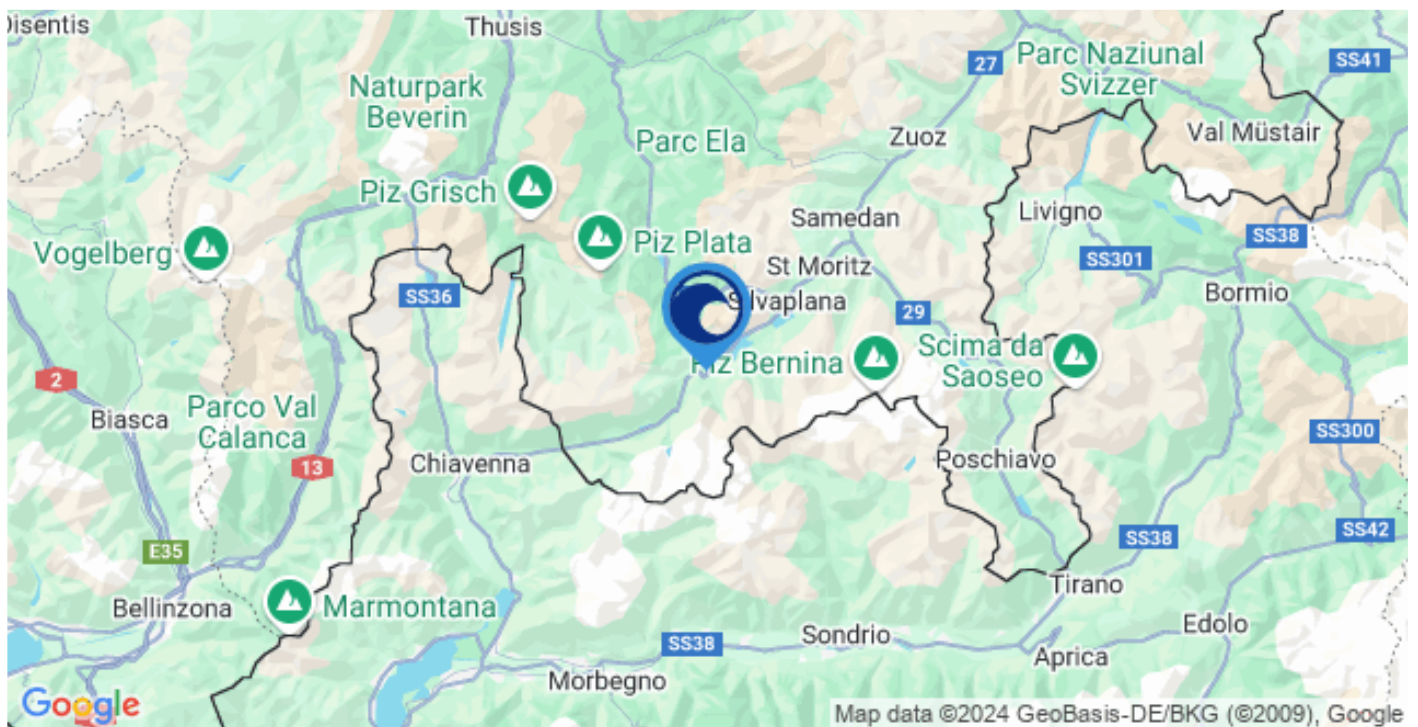 Disentis
Thusis
Parc Naziunal
Svizzer
27
SS41
Naturpark
Beverin
Parc Ela
Zuoz
Val Müstair
Piz Grisch
Samedan
Livigno
Vogelberg
Piz Plata
SS38
St Moritz
SS301
SS36
Silvaplana
Bormio
29
Piz Bernina
Scima da
Saoseo
2
Biasca
Parco Val
Calanca
SS300
13
Chiavenna
Poschiavo
E35
SS38
SS42
Tirano
Bellinzona
Marmontana
SS38
Sondrio
Edolo
Aprica
Morbegno
Google
Map data ©2024 GeoBasis-DE/BKG (©2009), Google